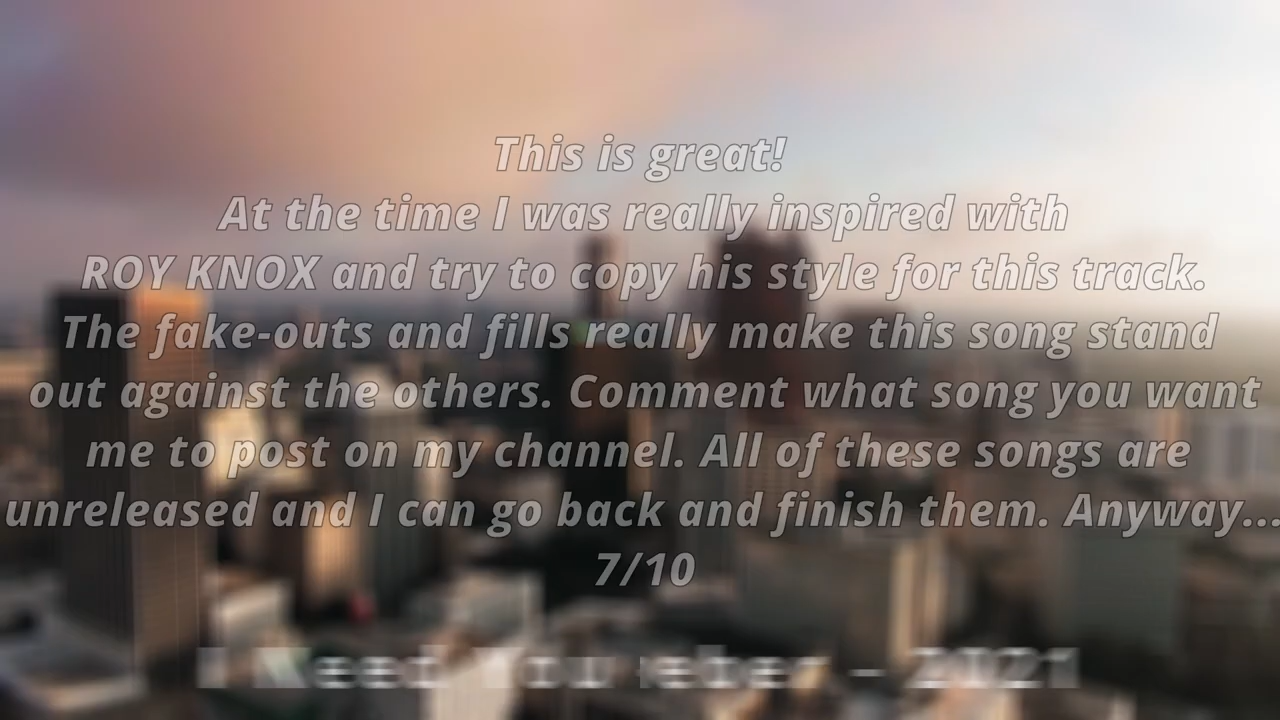 This is great!
At the time I was really inspired with
ROY KNOX and try to copy his style for this track.
The fake-outs and fills really make this song stand
out against the others. Comment what song you want
me to post on my channel. All of these songs are
unreleased and I can go back and finish them. Anyway...
7/10
Need You - 2021